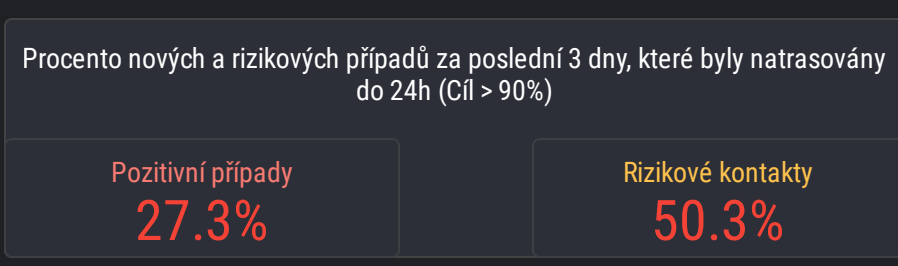 Procento nových a rizikových případů za poslední 3 dny, které byly natrasovány
do 24h (Cíl > 90%)
Pozitivní případy
27.3%
Rizikové kontakty
50.3%